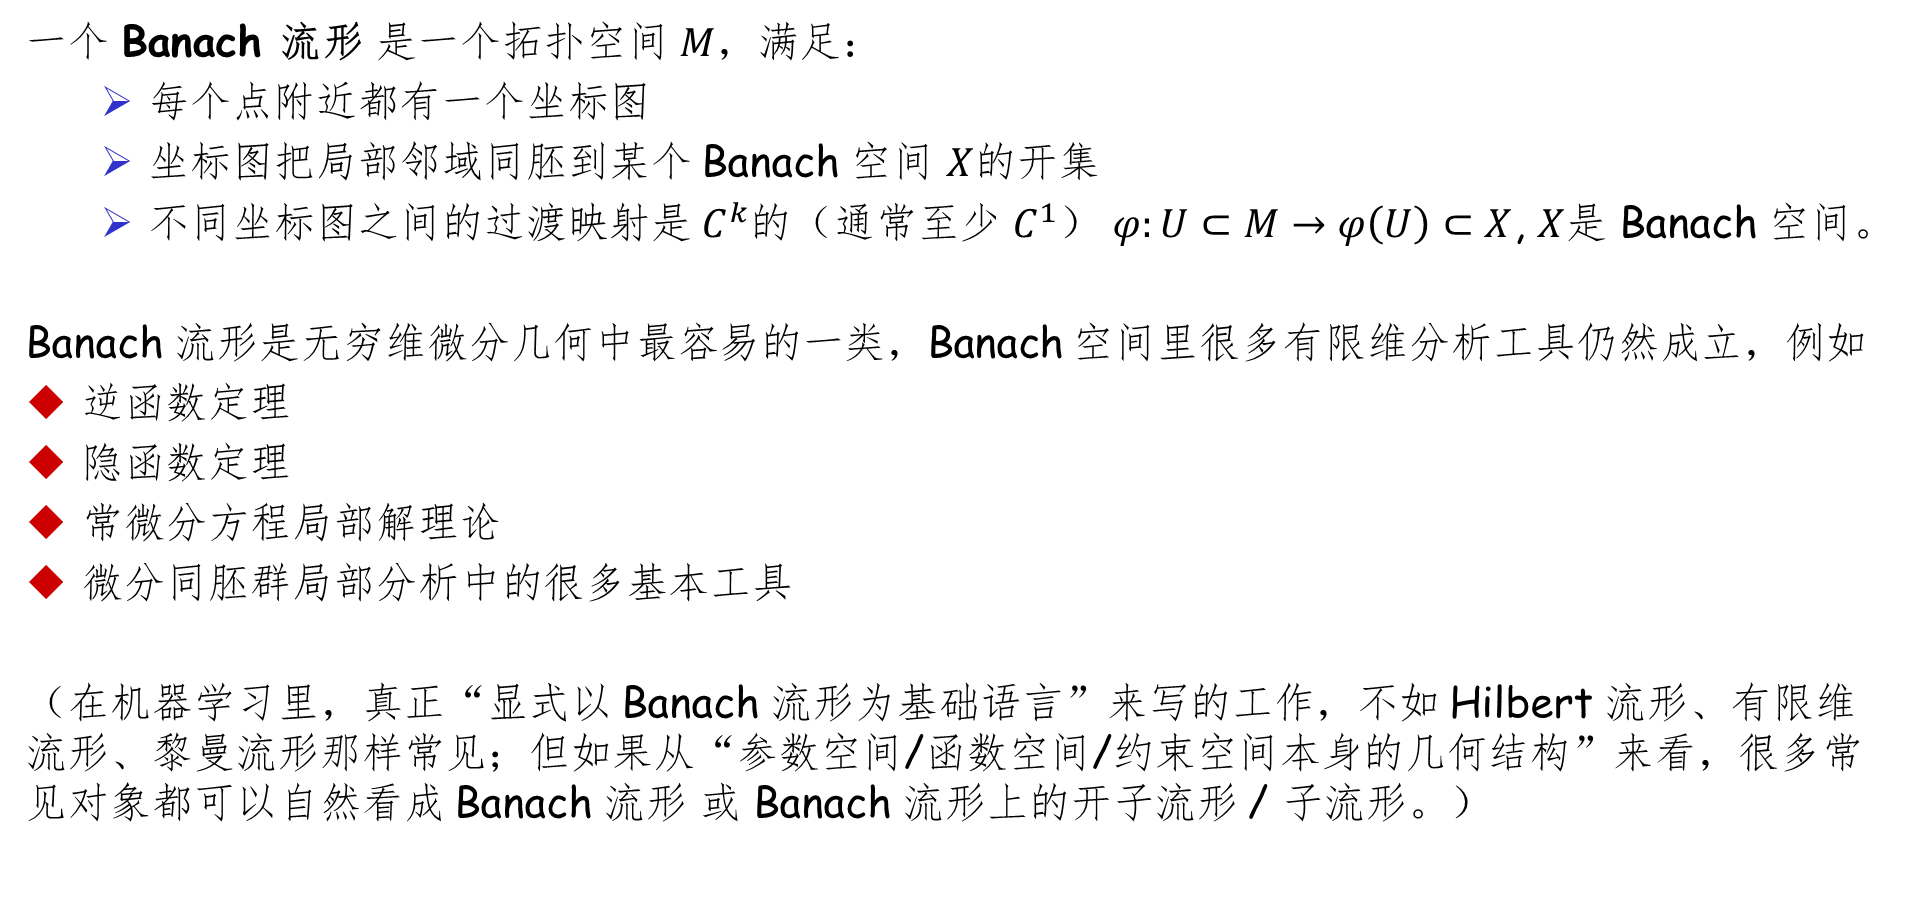 一个 Banach 流形 是一个拓扑空间 M，满足：
➢ 每个点附近都有一个坐标图
➢ 坐标图把局部邻域同胚到某个 Banach 空间 X的开集
➢ 不同坐标图之间的过渡映射是 Cᵏ的（通常至少 C¹） φ: U ⊂ M → φ(U) ⊂ X, X是 Banach 空间。
Banach 流形是无穷维微分几何中最容易的一类，Banach 空间里很多有限维分析工具仍然成立，例如
◆ 逆函数定理
◆ 隐函数定理
◆ 常微分方程局部解理论
◆ 微分同胚群局部分析中的很多基本工具
（在机器学习里，真正“显式以 Banach 流形为基础语言”来写的工作，不如 Hilbert 流形、有限维
流形、黎曼流形那样常见；但如果从“参数空间/函数空间/约束空间本身的几何结构”来看，很多常
见对象都可以自然看成 Banach 流形 或 Banach 流形上的开子流形 / 子流形。）